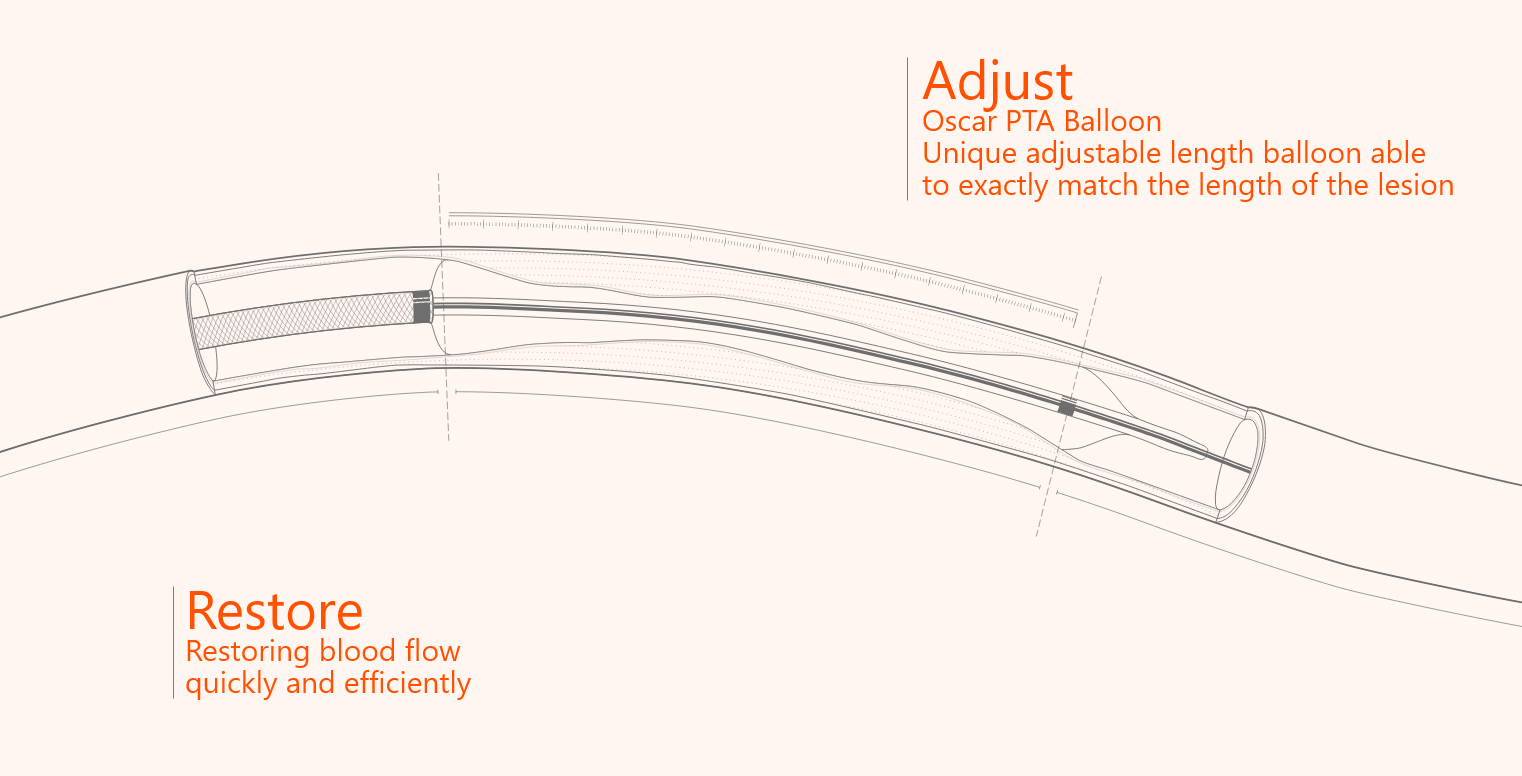 Adjust
Oscar PTA Balloon
Unique adjustable length balloon able
to exactly match the length of the lesion
Restore
Restoring blood flow
quickly and efficiently